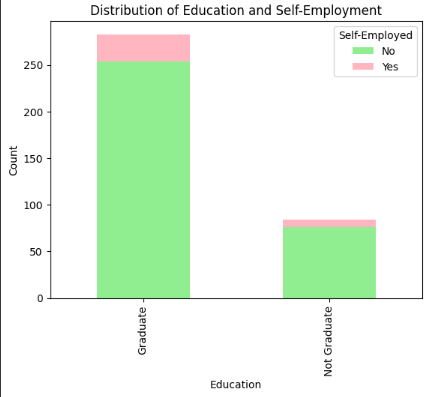 Distribution of Education and Self-Employment
Self-Employed
No
Yes
250
200
150
100
50
0
Count
Graduate
Not Graduate
Education